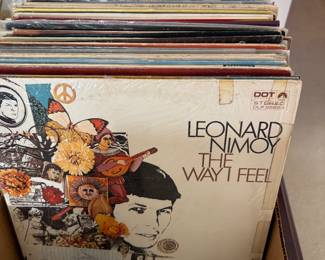 DOT
STEREO
LEONARD
NIMOY
THE
WAY I
FEEL